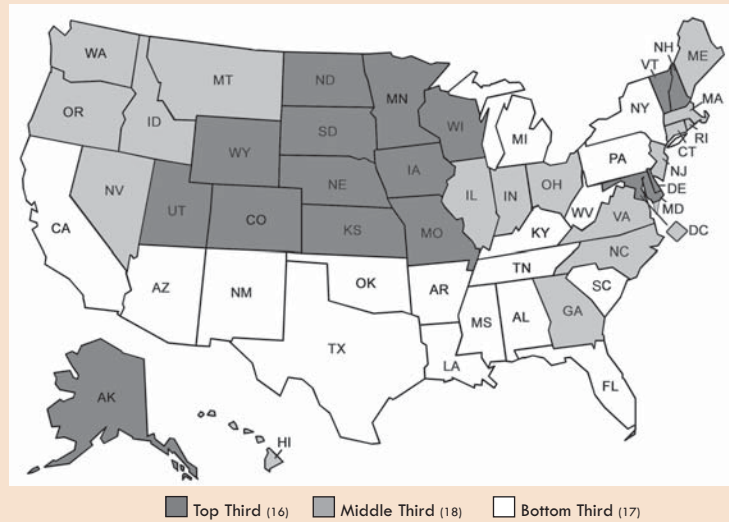 NH
VT
ME
WA
MT
ND
MN
MA
OR
NY
ID
SD
WI
MI
RI
WY
CT
PA
IA
NJ
NE
NV
IL
IN
OH
DE
MD
UT
CO
WV
VA
DC
CA
KS
MO
KY
NC
TN
OK
AZ
NM
AR
SC
MS
AL
GA
TX
LA
FL
AK
HI
Top Third (16) Middle Third (18) Bottom Third (17)